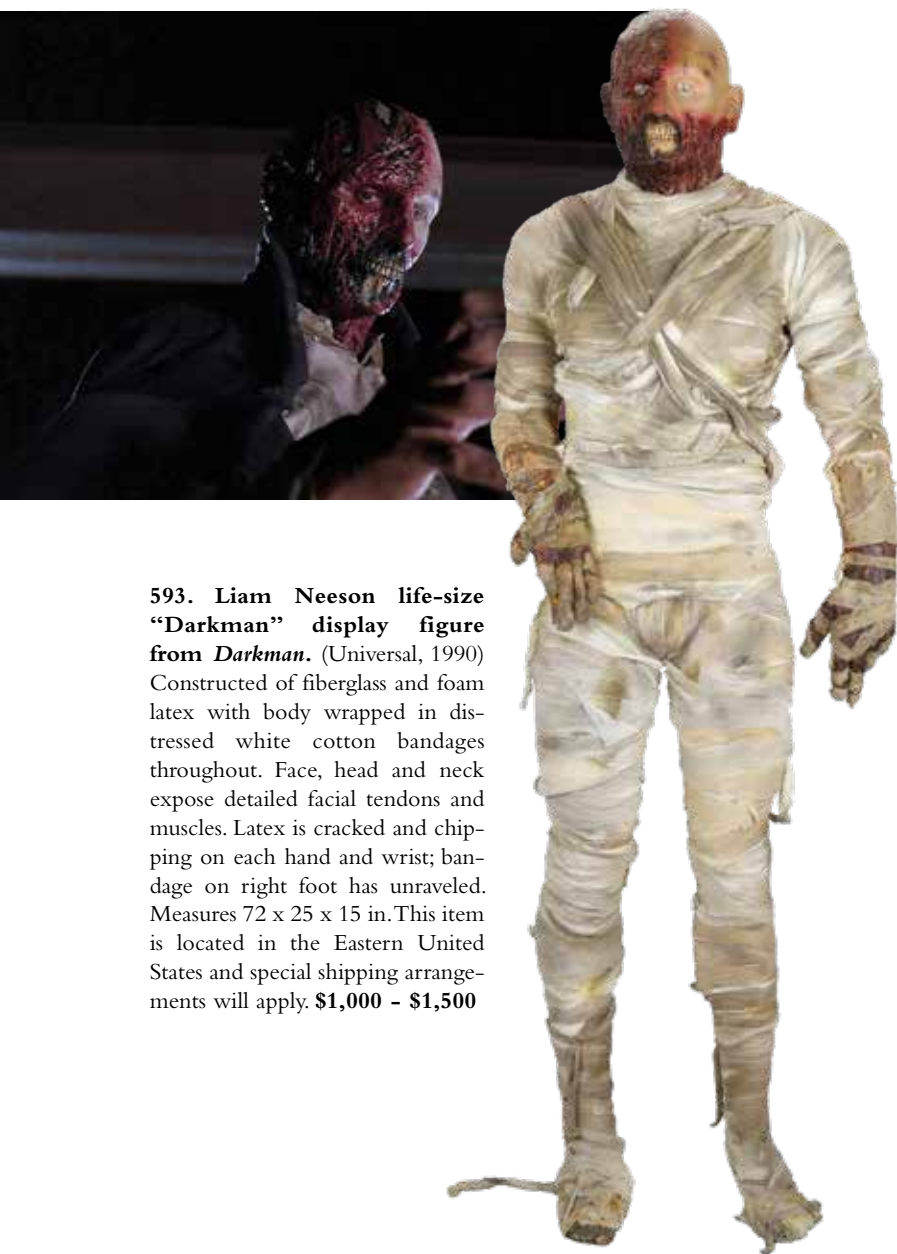 593. Liam Neeson life-size
“Darkman” display figure
from Darkman. (Universal, 1990)
Constructed of fiberglass and foam
latex with body wrapped in dis-
tressed white cotton bandages
throughout. Face, head and neck
expose detailed facial tendons and
muscles. Latex is cracked and chip-
ping on each hand and wrist; ban-
dage on right foot has unraveled.
Measures 72 x 25 x 15 in. This item
is located in the Eastern United
States and special shipping arrange-
ments will apply. $1,000 - $1,500